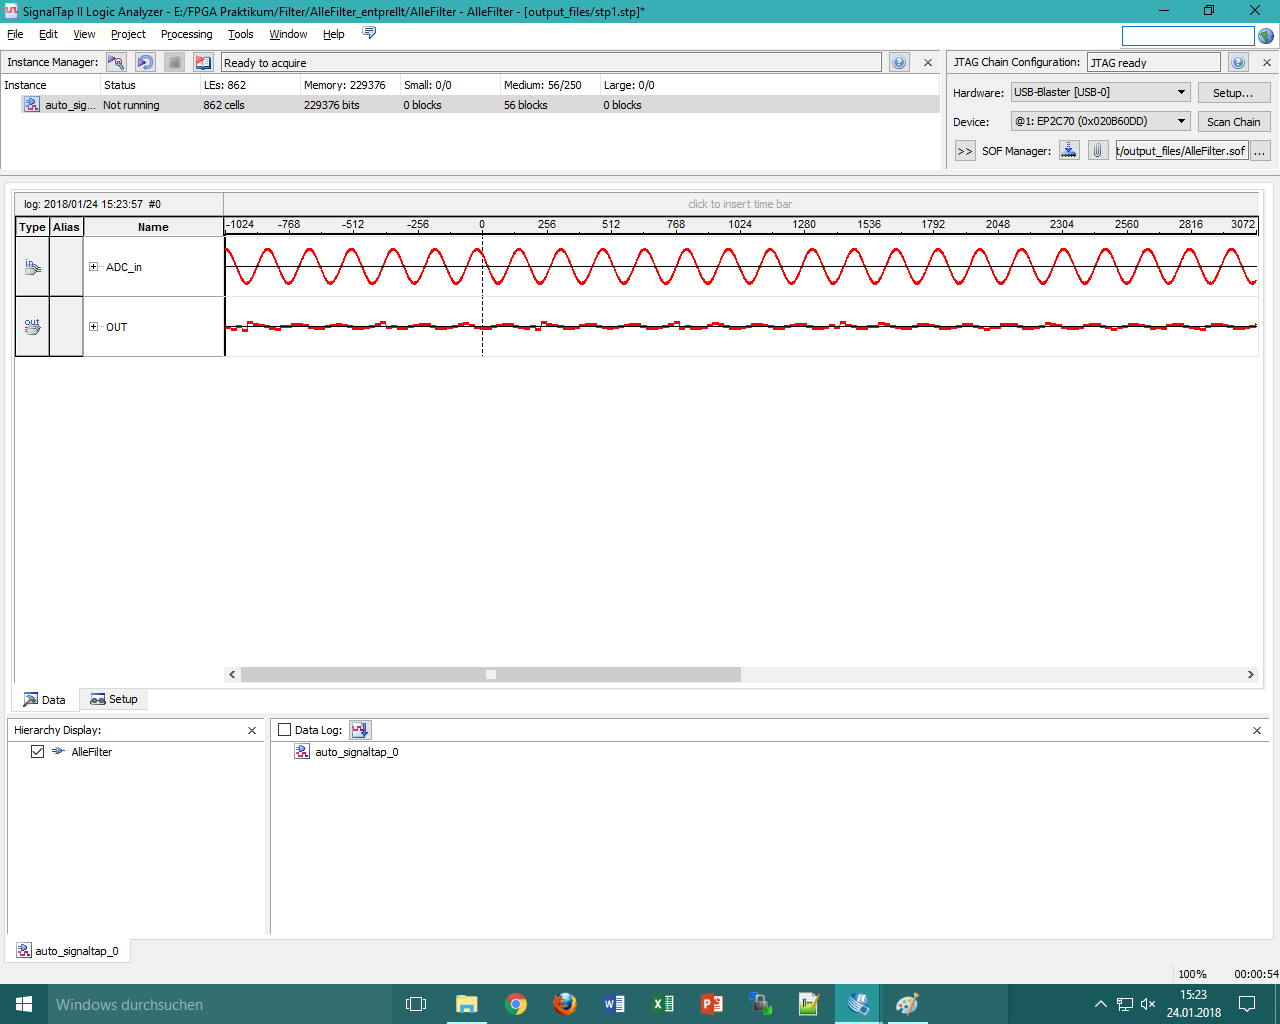 SignalTap II Logic Analyzer - E:/FPGA Praktikum/Filter/AlleFilter_entprellt/AlleFilter - AlleFilter - [output_files/stp1.stp]*
File Edit View Project Processing Tools Window Help
Instance Manager: Ready to acquire
Instance Status LEs: 862 Memory: 229376 Small: 0/0 Medium: 56/250 Large: 0/0
auto_sig... Not running 862 cells 229376 bits 0 blocks 56 blocks 0 blocks
JTAG Chain Configuration: JTAG ready
Hardware: USB-Blaster [USB-0] Setup...
Device: @1: EP2C70 (0x020B60DD) Scan Chain
>> SOF Manager: t/output_files/AlleFilter.sof ...
log: 2018/01/24 15:23:57 #0 click to insert time bar
Type Alias Name -1024 -768 -512 -256 0 256 512 768 1024 1280 1536 1792 2048 2304 2560 2816 3072
in ADC_in
out OUT
Data Setup
Hierarchy Display:
AlleFilter
Data Log:
auto_signaltap_0
auto_signaltap_0
100% 00:00:54
Windows durchsuchen
15:23
24.01.2018